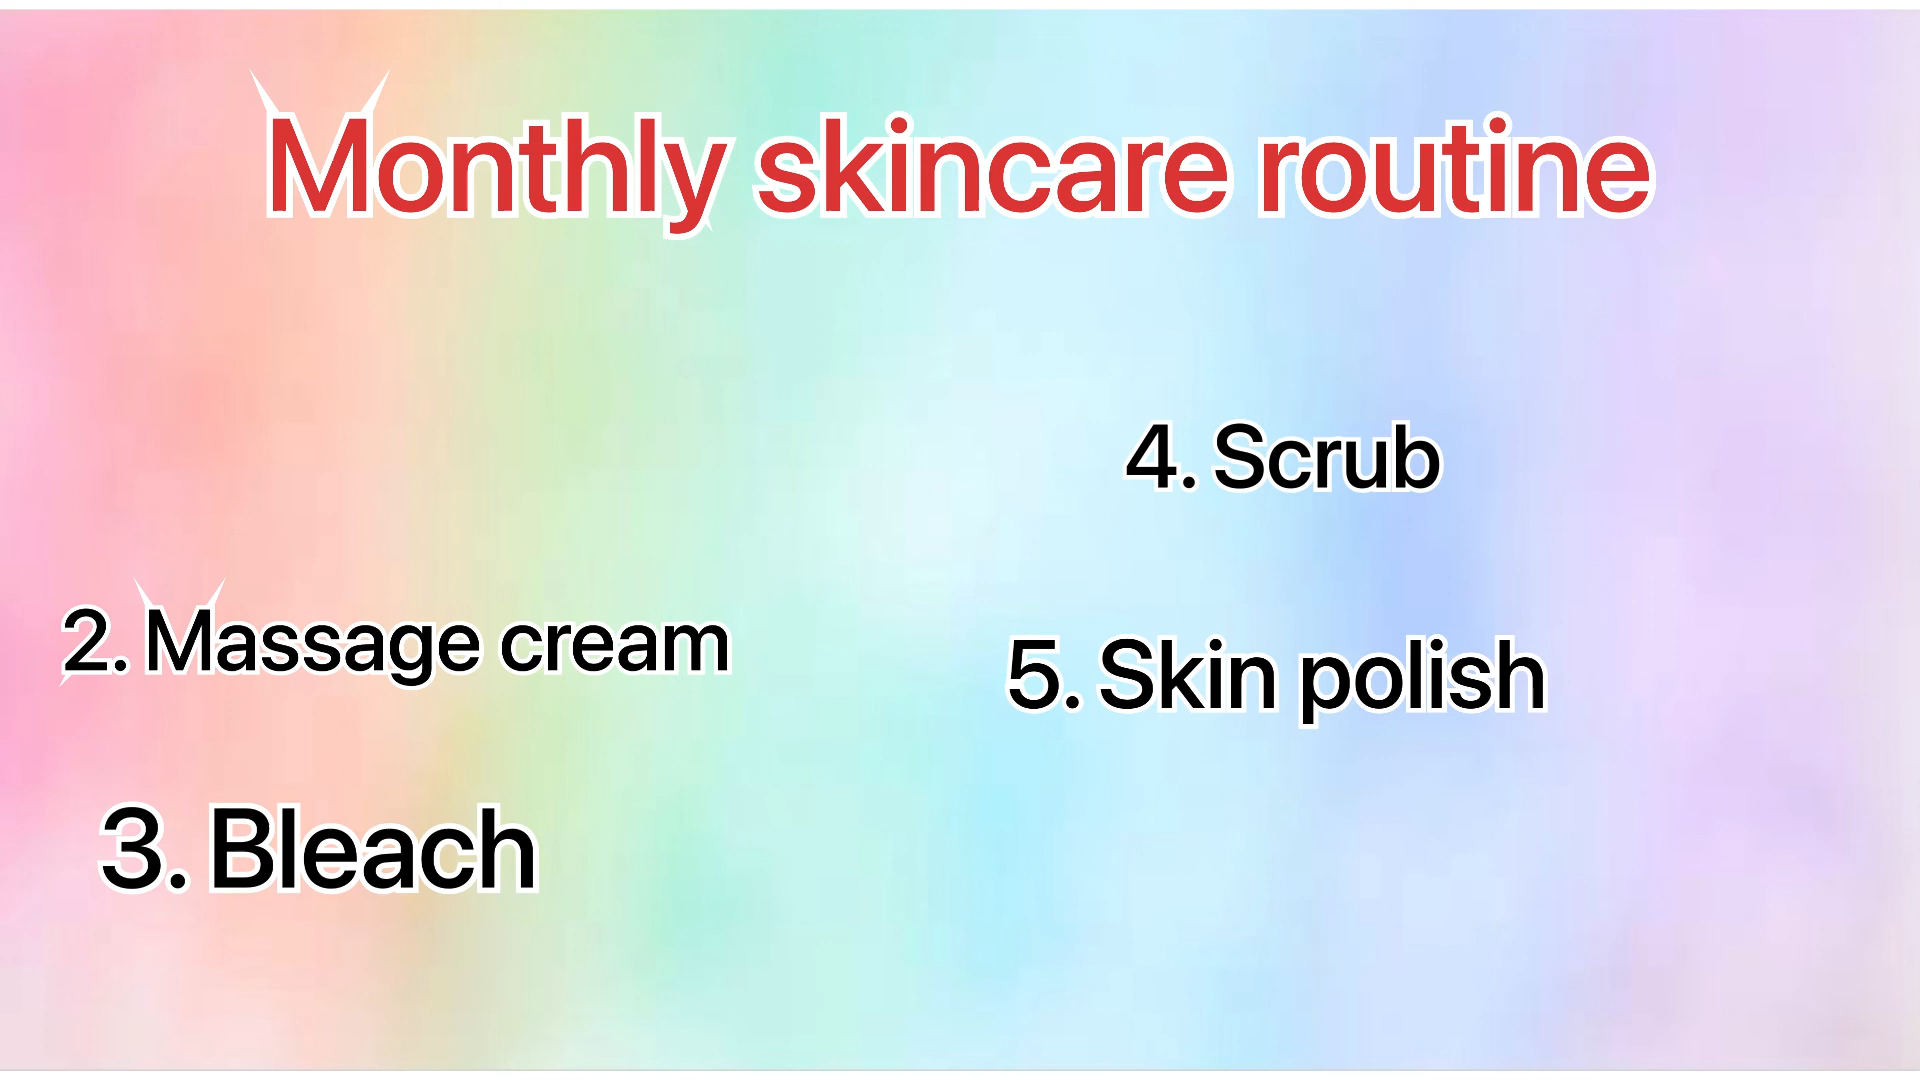 Monthly skincare routine
2. Massage cream
3. Bleach
4. Scrub
5. Skin polish